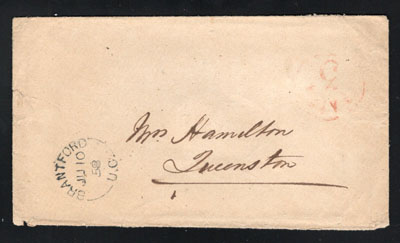 Mrs Hamilton
Queenston
BRANTFORD
JU 10
58
U.C.